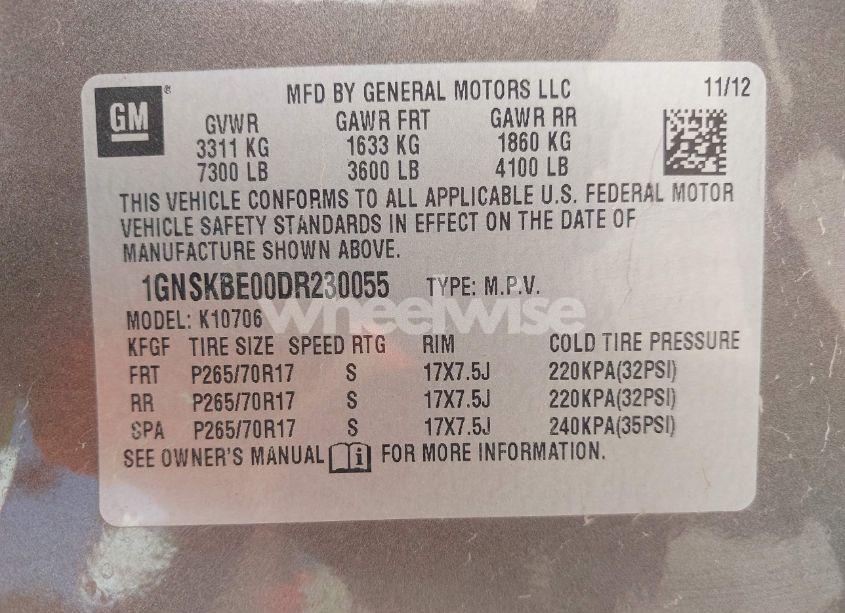 GM ® MFD BY GENERAL MOTORS LLC 11/12
GVWR GAWR FRT GAWR RR
3311 KG 1633 KG 1860 KG
7300 LB 3600 LB 4100 LB
THIS VEHICLE CONFORMS TO ALL APPLICABLE U.S. FEDERAL MOTOR
VEHICLE SAFETY STANDARDS IN EFFECT ON THE DATE OF
MANUFACTURE SHOWN ABOVE.
1GNSKBE00DR230055 TYPE: M.P.V.
wheelwise
MODEL: K10706
KFGF TIRE SIZE SPEED RTG RIM COLD TIRE PRESSURE
FRT P265/70R17 S 17X7.5J 220KPA(32PSI)
RR P265/70R17 S 17X7.5J 220KPA(32PSI)
SPA P265/70R17 S 17X7.5J 240KPA(35PSI)
SEE OWNER'S MANUAL i FOR MORE INFORMATION.